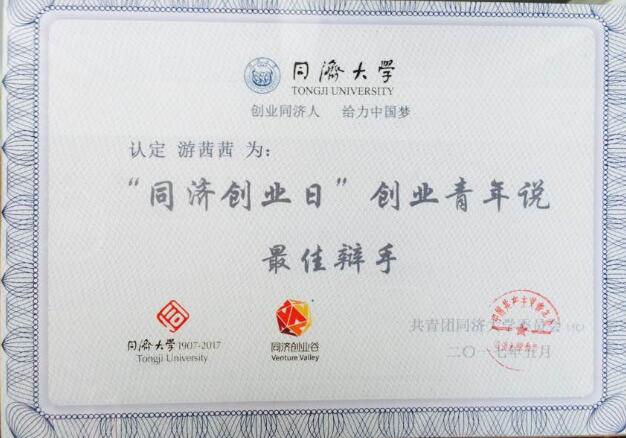 同濟大學
TONGJI UNIVERSITY
创业同济人 给力中国梦
认定 游茜茜 为:
“同济创业日”创业青年说
最佳辩手
同濟大學 1907-2017
Tongji University
同济创业谷
Venture Valley
共青团同济大学委员会
二〇一七年五月